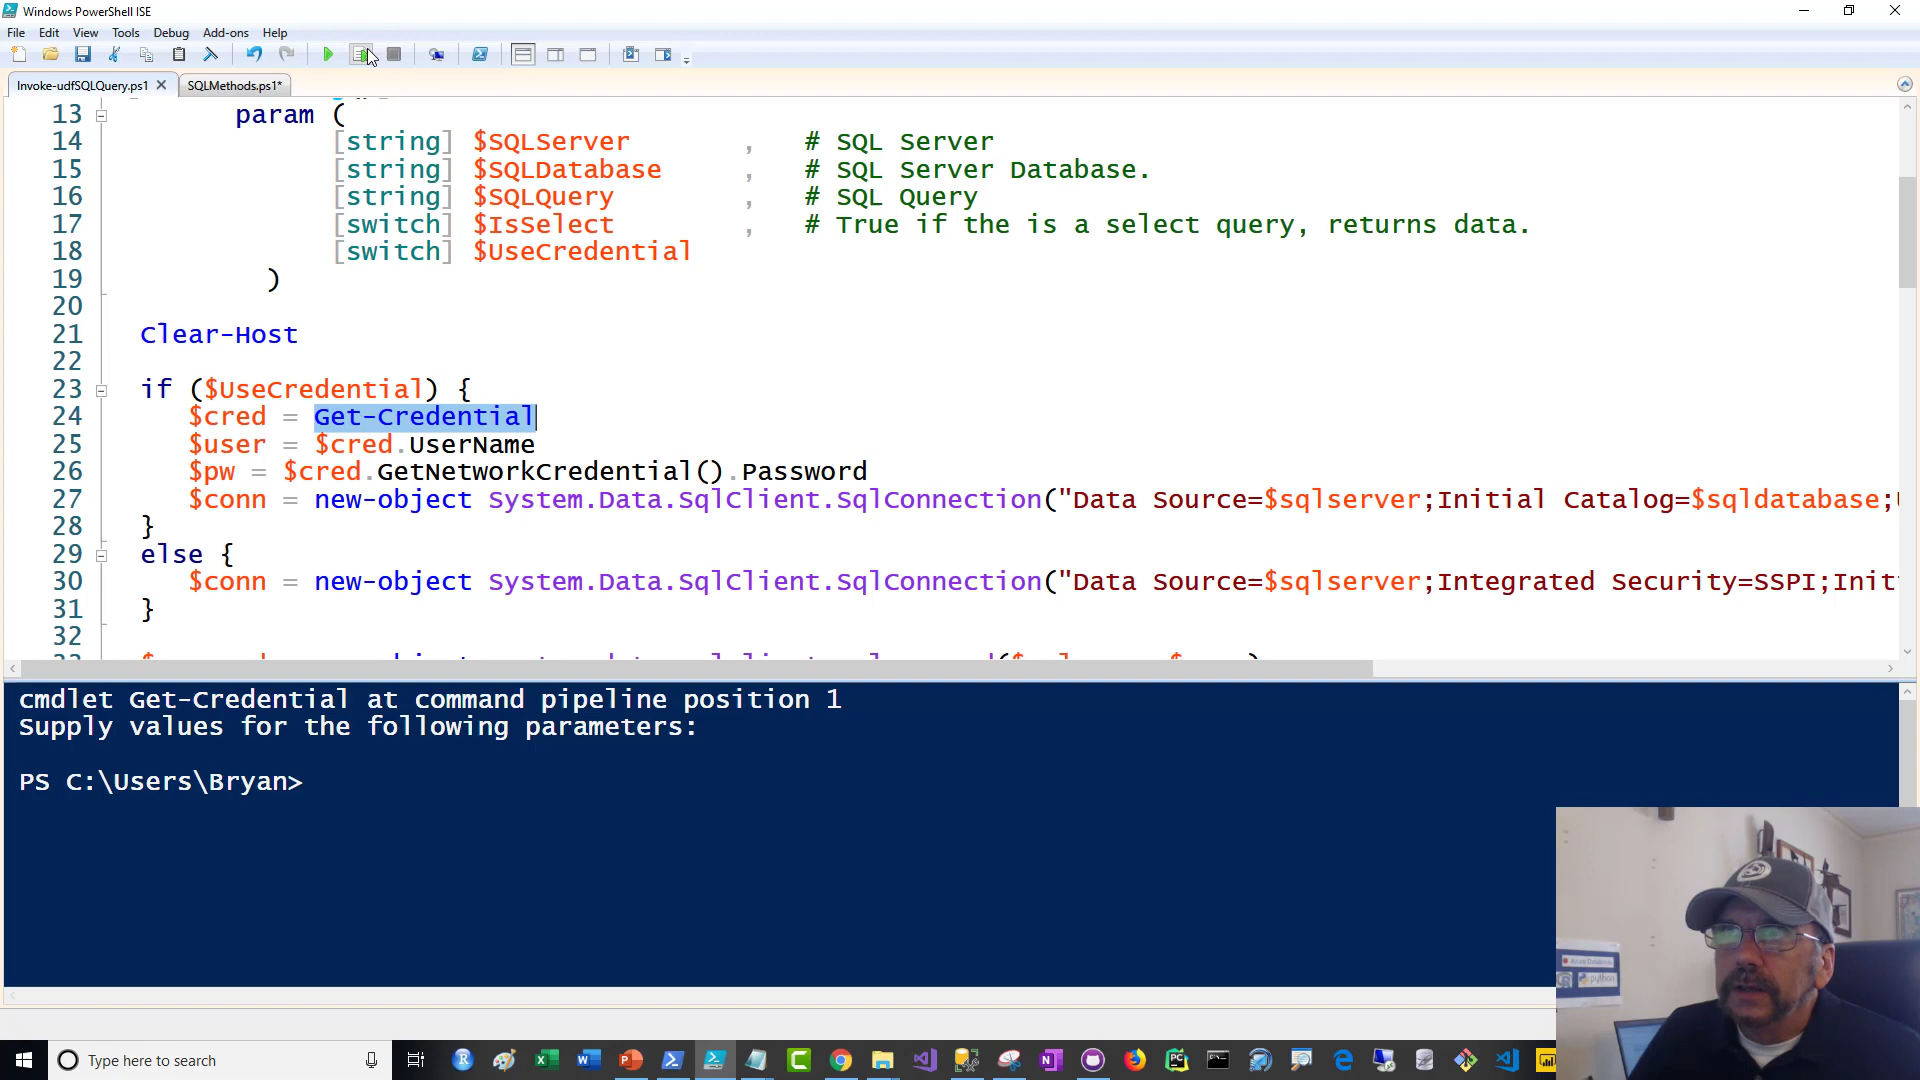 Windows PowerShell ISE
File Edit View Tools Debug Add-ons Help
Invoke-udfSQLQuery.ps1 SQLMethods.ps1*
13 param (
14 [string] $SQLServer , # SQL Server
15 [string] $SQLDatabase , # SQL Server Database.
16 [string] $SQLQuery , # SQL Query
17 [switch] $IsSelect , # True if the is a select query, returns data.
18 [switch] $UseCredential
19 )
20
21 Clear-Host
22
23 if ($UseCredential) {
24 $cred = Get-Credential
25 $user = $cred.UserName
26 $pw = $cred.GetNetworkCredential().Password
27 $conn = new-object System.Data.SqlClient.SqlConnection("Data Source=$sqlserver;Initial Catalog=$sqldatabase;
28 }
29 else {
30 $conn = new-object System.Data.SqlClient.SqlConnection("Data Source=$sqlserver;Integrated Security=SSPI;Init
31 }
32
cmdlet Get-Credential at command pipeline position 1
Supply values for the following parameters:
PS C:\Users\Bryan>
Azure Databricks
python
Type here to search